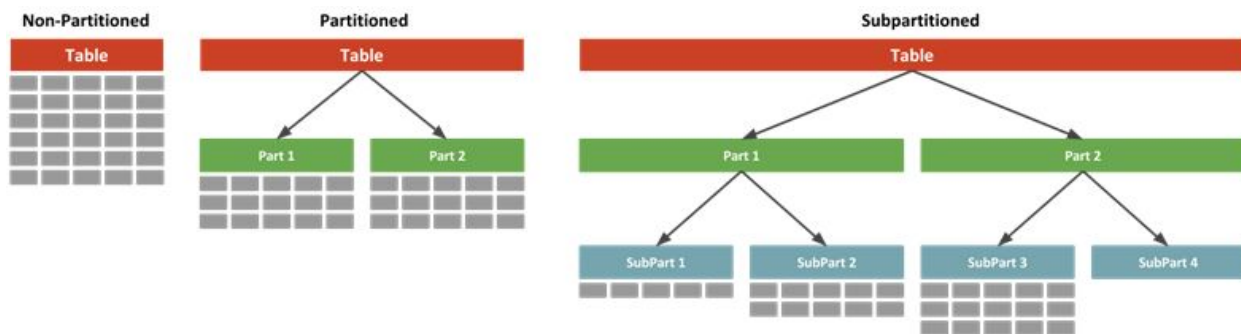 Non-Partitioned
Partitioned
Subpartitioned
Table
Table
Table
Part 1
Part 2
Part 1
Part 2
SubPart 1
SubPart 2
SubPart 3
SubPart 4